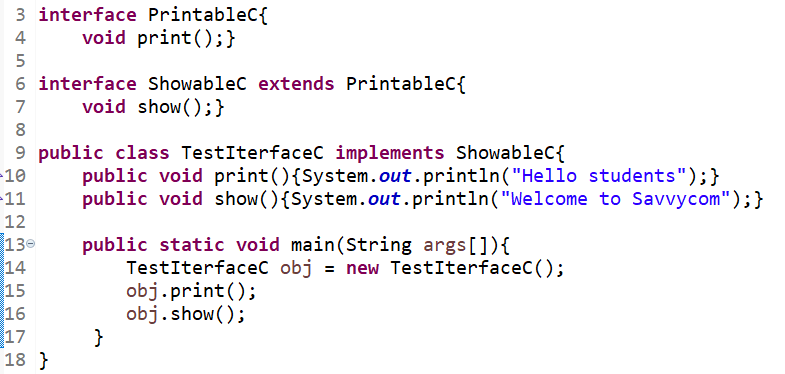 3 interface PrintableC{
4     void print();}
5
6 interface ShowableC extends PrintableC{
7     void show();}
8
9 public class TestIterfaceC implements ShowableC{
10     public void print(){System.out.println("Hello students");}
11     public void show(){System.out.println("Welcome to Savvycom");}
12
13     public static void main(String args[]){
14         TestIterfaceC obj = new TestIterfaceC();
15         obj.print();
16         obj.show();
17      }
18 }